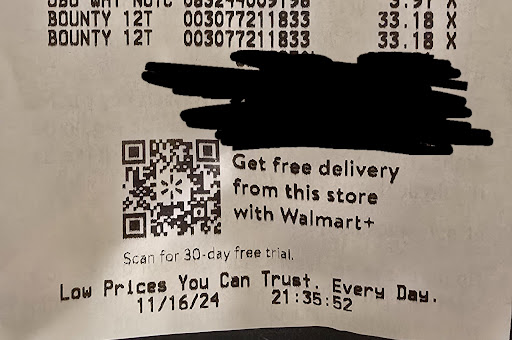 BOUNTY 12T 003077211833 33.18 X
BOUNTY 12T 003077211833 33.18 X
Get free delivery
from this store
with Walmart+
Scan for 30-day free trial.
Low Prices You Can Trust. Every Day.
11/16/24 21:35:52